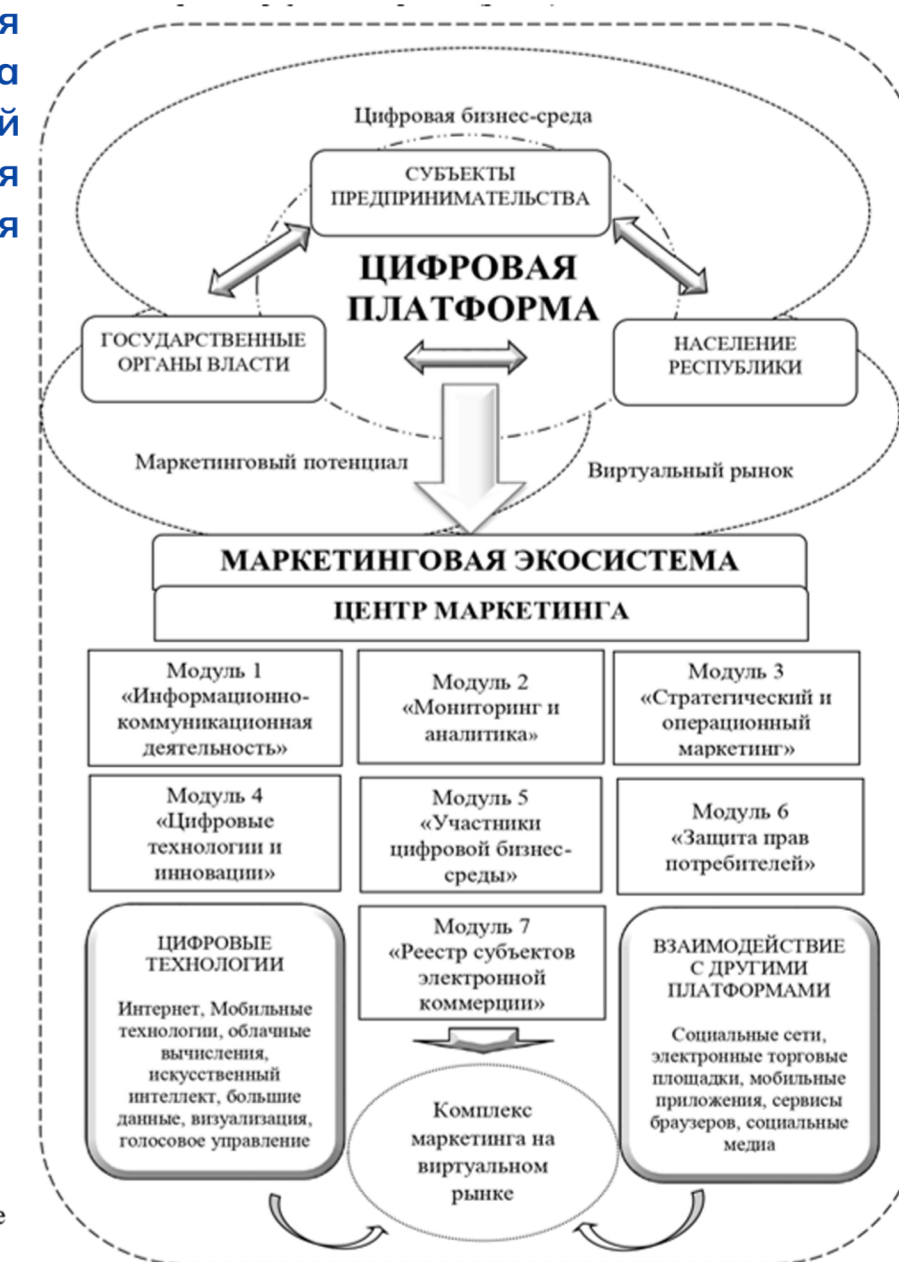 я
а
й
я
я
Цифровая бизнес-среда
СУБЪЕКТЫ
ПРЕДПРИНИМАТЕЛЬСТВА
ЦИФРОВАЯ
ПЛАТФОРМА
ГОСУДАРСТВЕННЫЕ
ОРГАНЫ ВЛАСТИ
НАСЕЛЕНИЕ
РЕСПУБЛИКИ
Маркетинговый потенциал
Виртуальный рынок
МАРКЕТИНГОВАЯ ЭКОСИСТЕМА
ЦЕНТР МАРКЕТИНГА
Модуль 1
«Информационно-
коммуникационная
деятельность»
Модуль 2
«Мониторинг и
аналитика»
Модуль 3
«Стратегический и
операционный
маркетинг»
Модуль 4
«Цифровые
технологии и
инновации»
Модуль 5
«Участники
цифровой бизнес-
среды»
Модуль 6
«Защита прав
потребителей»
ЦИФРОВЫЕ
ТЕХНОЛОГИИ
Интернет, Мобильные
технологии, облачные
вычисления,
искусственный
интеллект, большие
данные, визуализация,
голосовое управление
Модуль 7
«Реестр субъектов
электронной
коммерции»
ВЗАИМОДЕЙСТВИЕ
С ДРУГИМИ
ПЛАТФОРМАМИ
Социальные сети,
электронные торговые
площадки, мобильные
приложения, сервисы
браузеров, социальные
медиа
Комплекс
маркетинга на
виртуальном
рынке
е